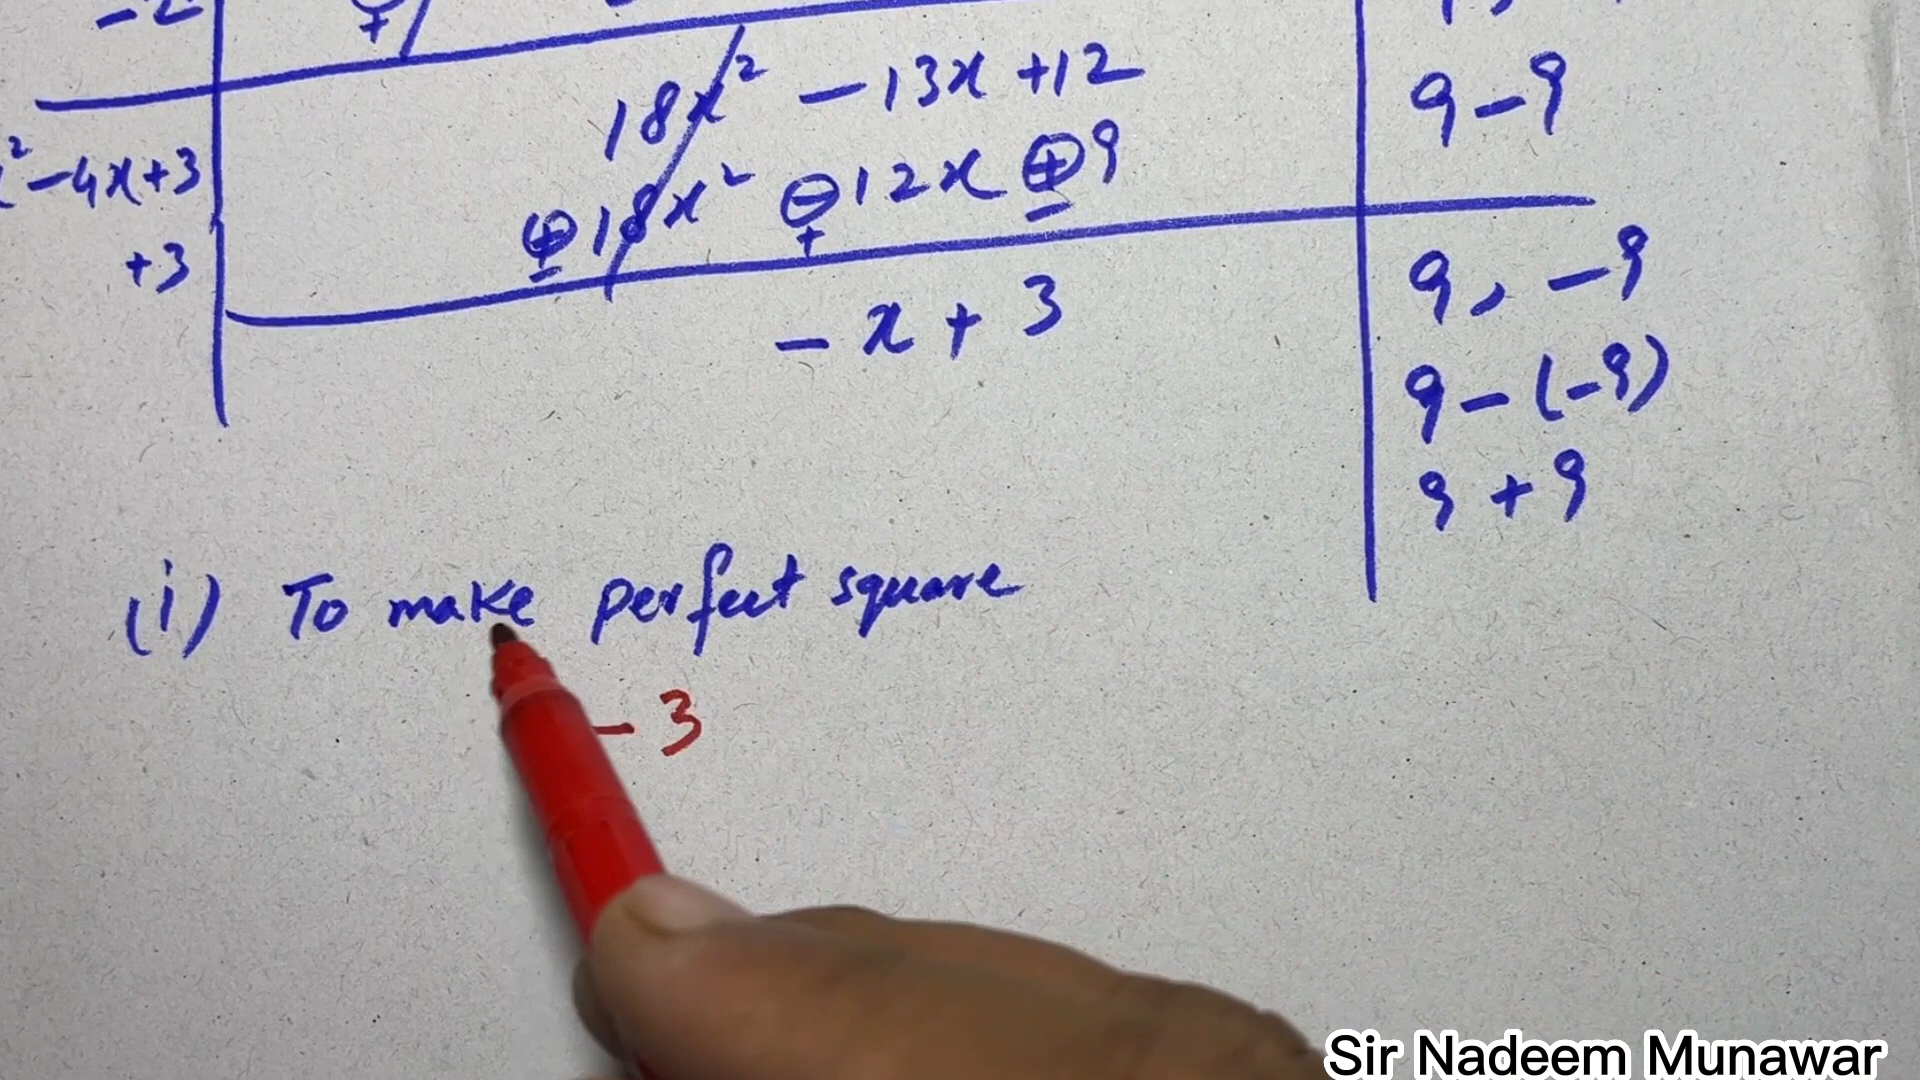 -2
18x² -13x +12
9-9
² -4x+3
⊕18x² ⊖12x ⊕9
- + -
+3
9, -9
-x + 3
9-(-9)
9+9
(i) To make perfect square
- 3
Sir Nadeem Munawar